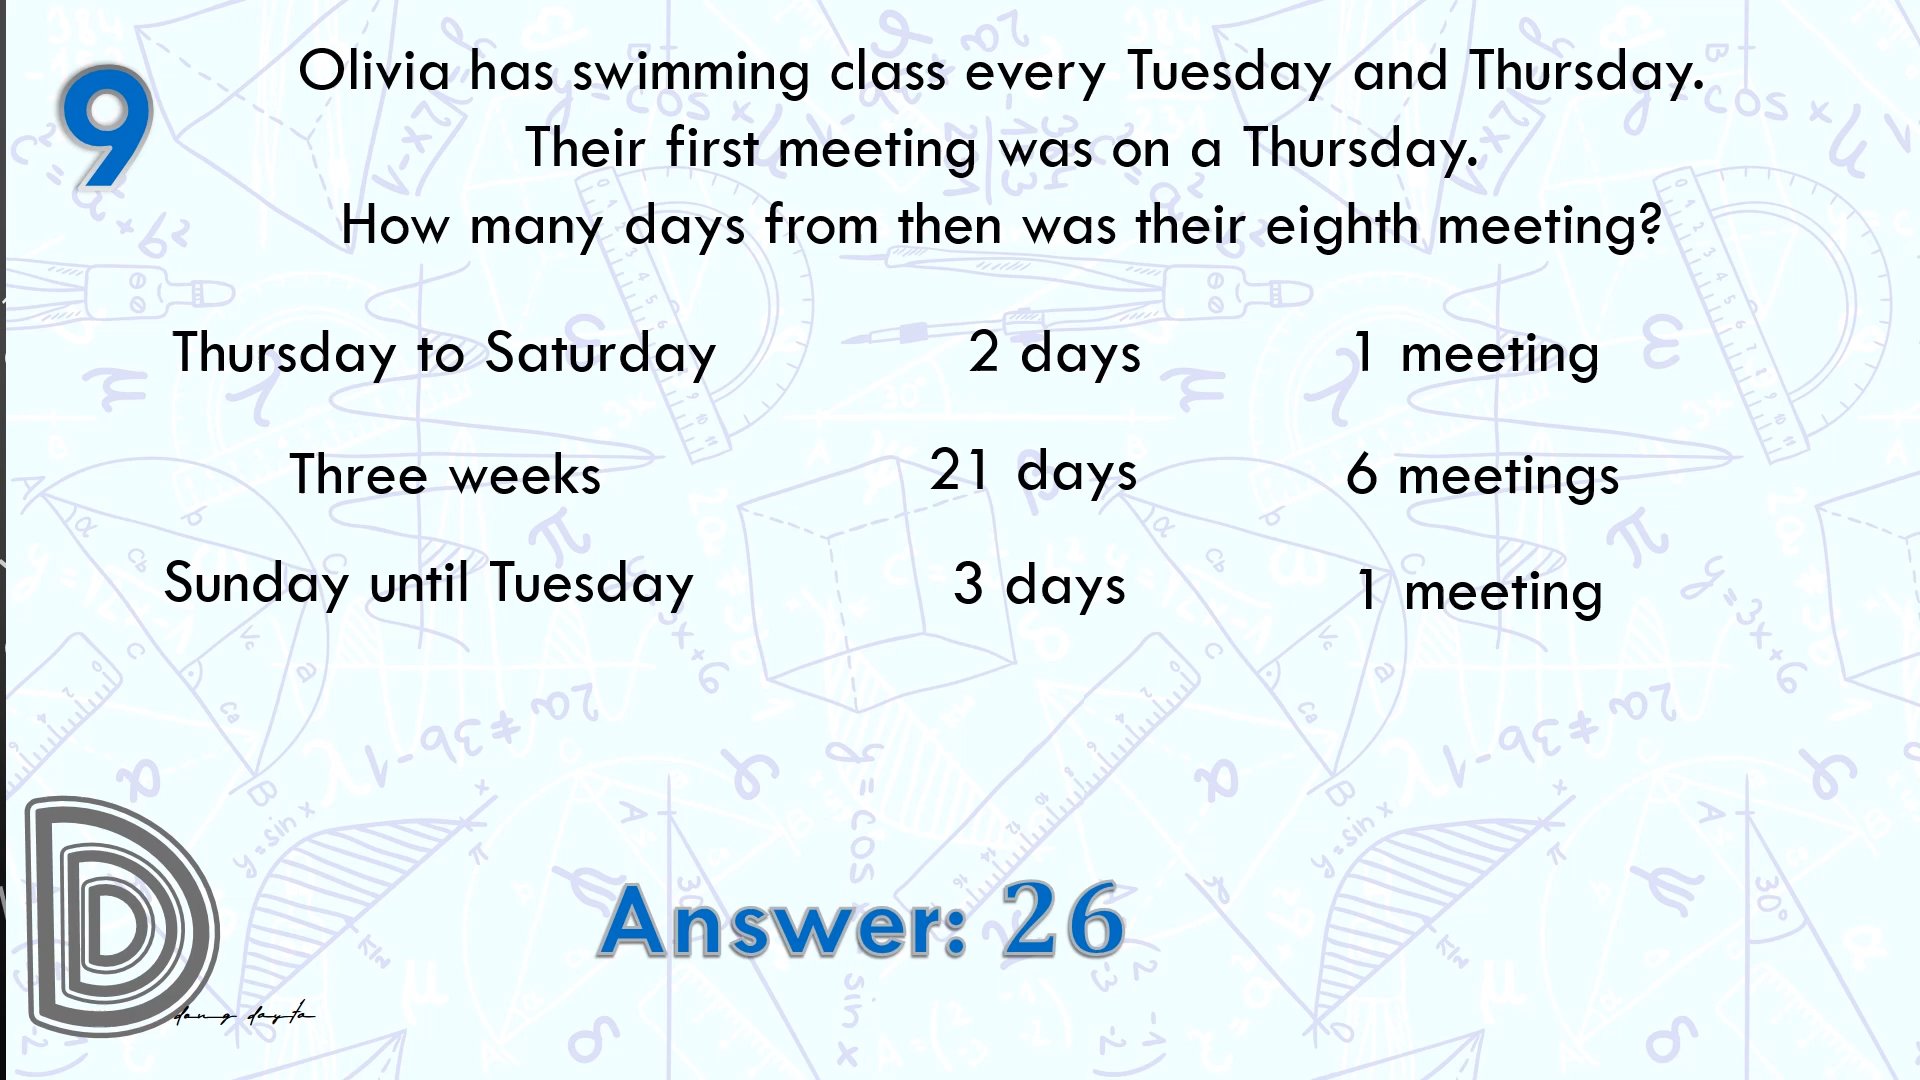 9
Olivia has swimming class every Tuesday and Thursday.
Their first meeting was on a Thursday.
How many days from then was their eighth meeting?
Thursday to Saturday 2 days 1 meeting
Three weeks 21 days 6 meetings
Sunday until Tuesday 3 days 1 meeting
Answer: 26
D
dong dayta